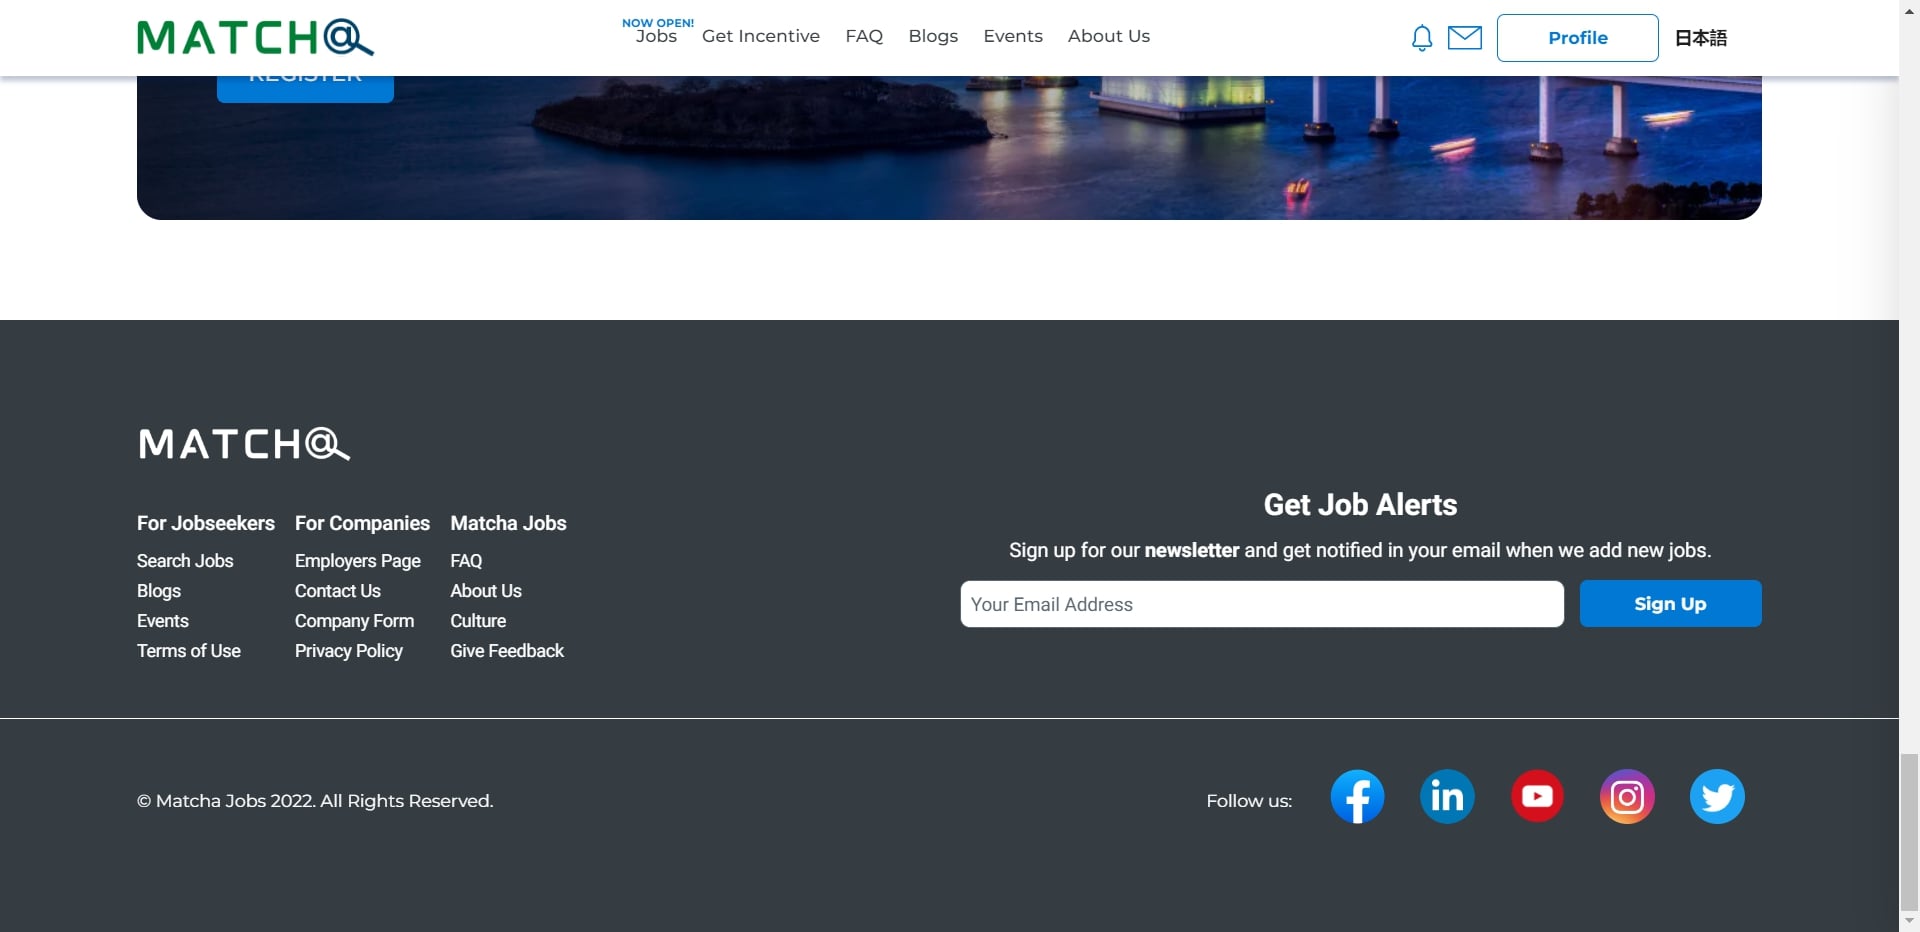 MATCH@
NOW OPEN!
Jobs
Get Incentive
FAQ
Blogs
Events
About Us
Profile
日本語
REGISTER
MATCH@
For Jobseekers
Search Jobs
Blogs
Events
Terms of Use
For Companies
Employers Page
Contact Us
Company Form
Privacy Policy
Matcha Jobs
FAQ
About Us
Culture
Give Feedback
Get Job Alerts
Sign up for our newsletter and get notified in your email when we add new jobs.
Your Email Address
Sign Up
© Matcha Jobs 2022. All Rights Reserved.
Follow us: